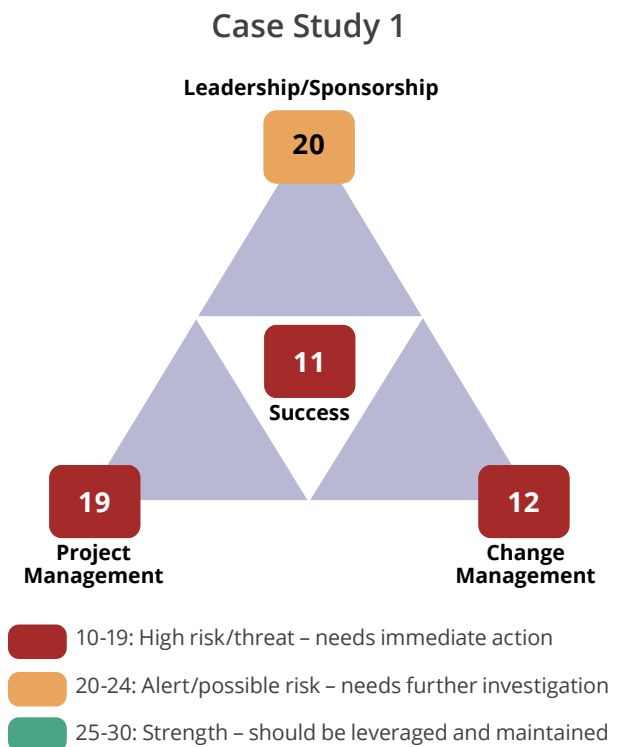 Case Study 1
Leadership/Sponsorship
20
11
Success
19
Project
Management
12
Change
Management
10-19: High risk/threat – needs immediate action
20-24: Alert/possible risk – needs further investigation
25-30: Strength – should be leveraged and maintained